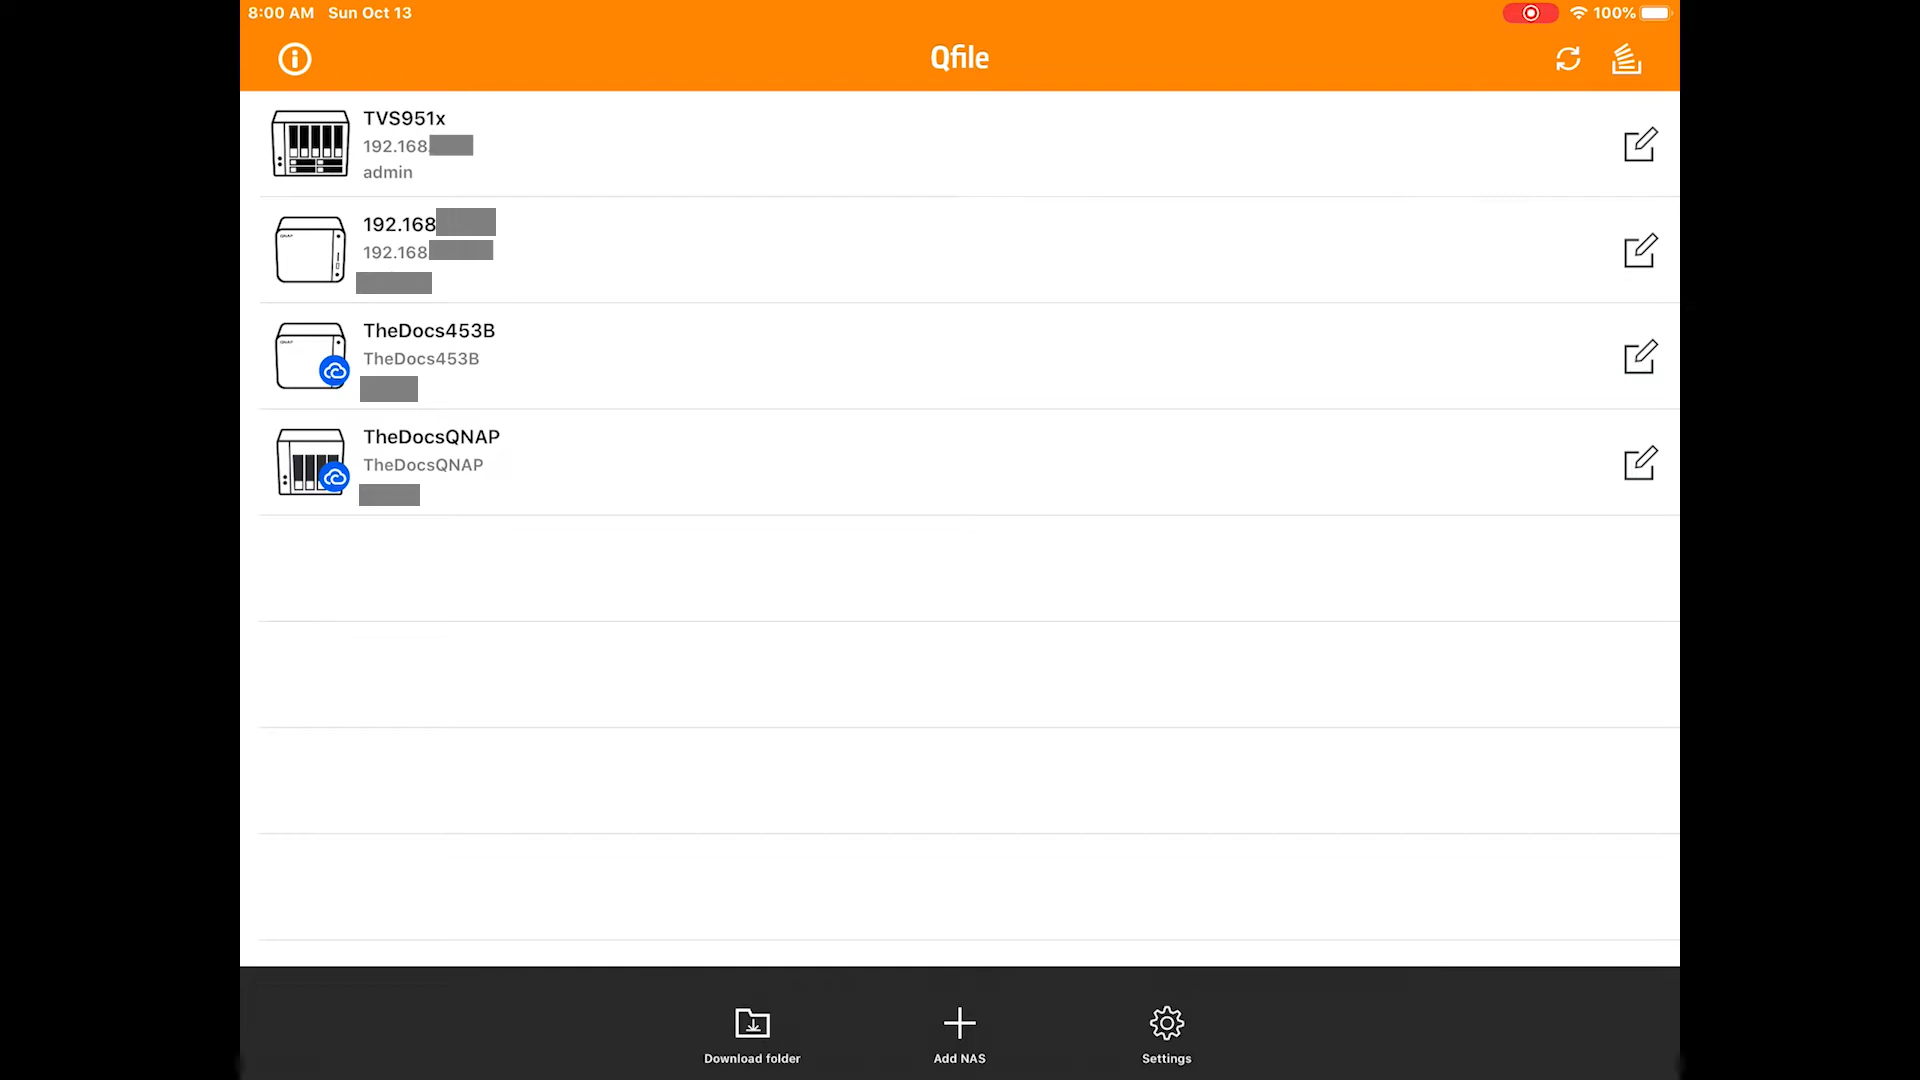 8:00 AM Sun Oct 13
100%
Qfile
TVS951x
192.168.
admin
192.168
192.168
TheDocs453B
TheDocs453B
TheDocsQNAP
TheDocsQNAP
Download folder
Add NAS
Settings